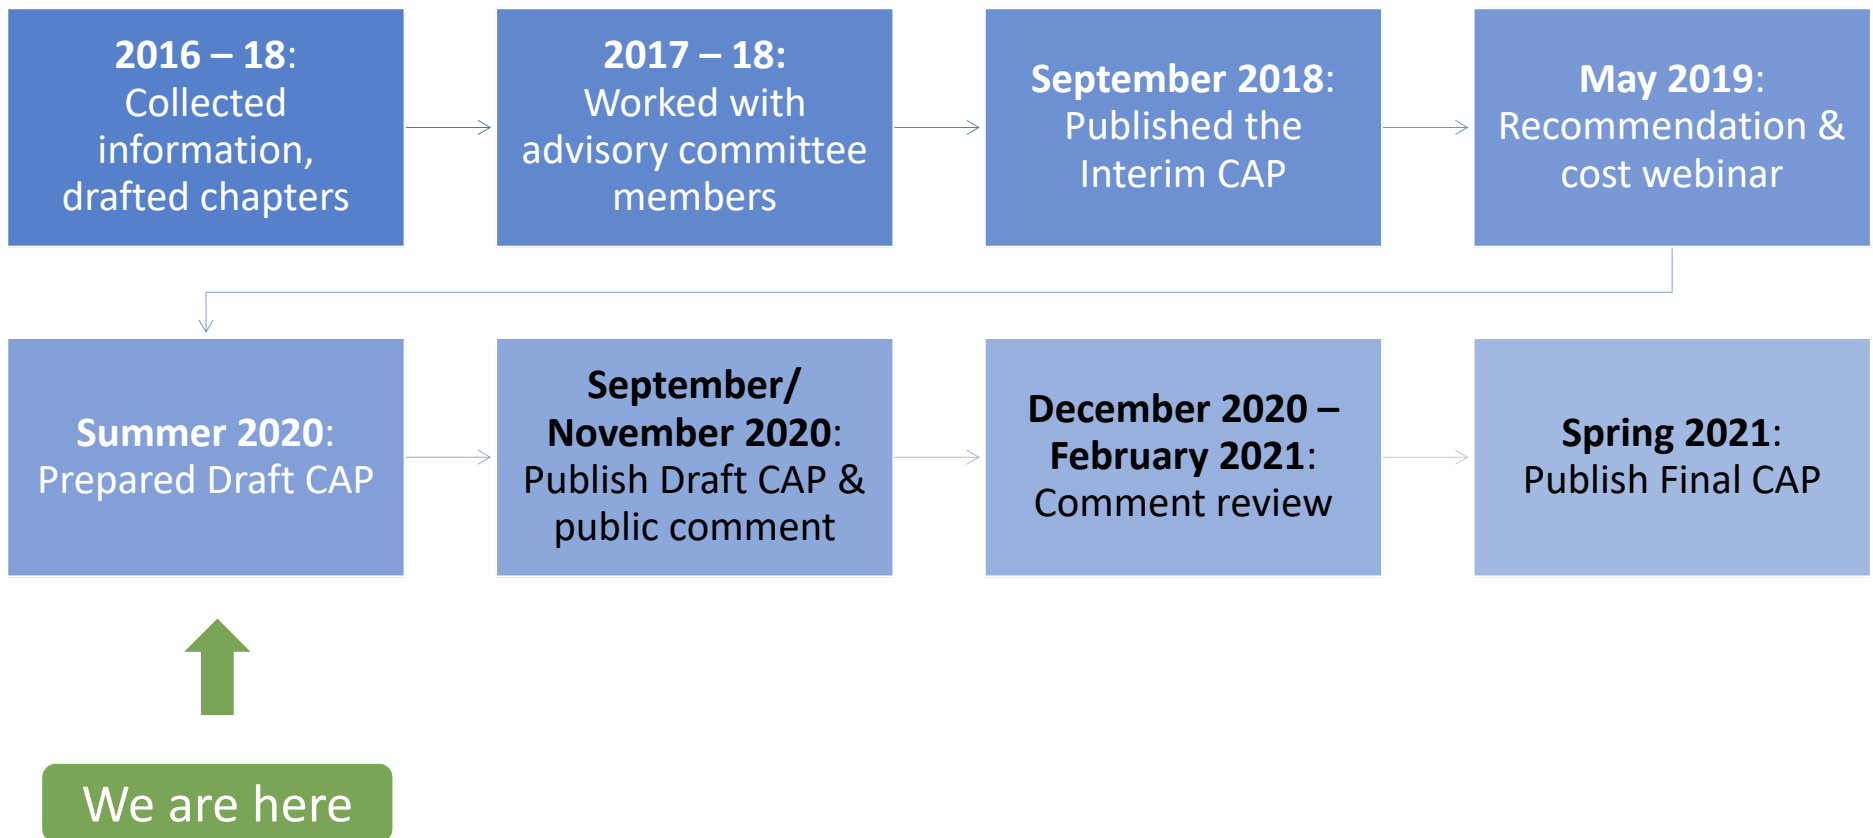 2016 – 18:
Collected
information,
drafted chapters
2017 – 18:
Worked with
advisory committee
members
September 2018:
Published the
Interim CAP
May 2019:
Recommendation &
cost webinar
Summer 2020:
Prepared Draft CAP
September/
November 2020:
Publish Draft CAP &
public comment
December 2020 –
February 2021:
Comment review
Spring 2021:
Publish Final CAP
We are here